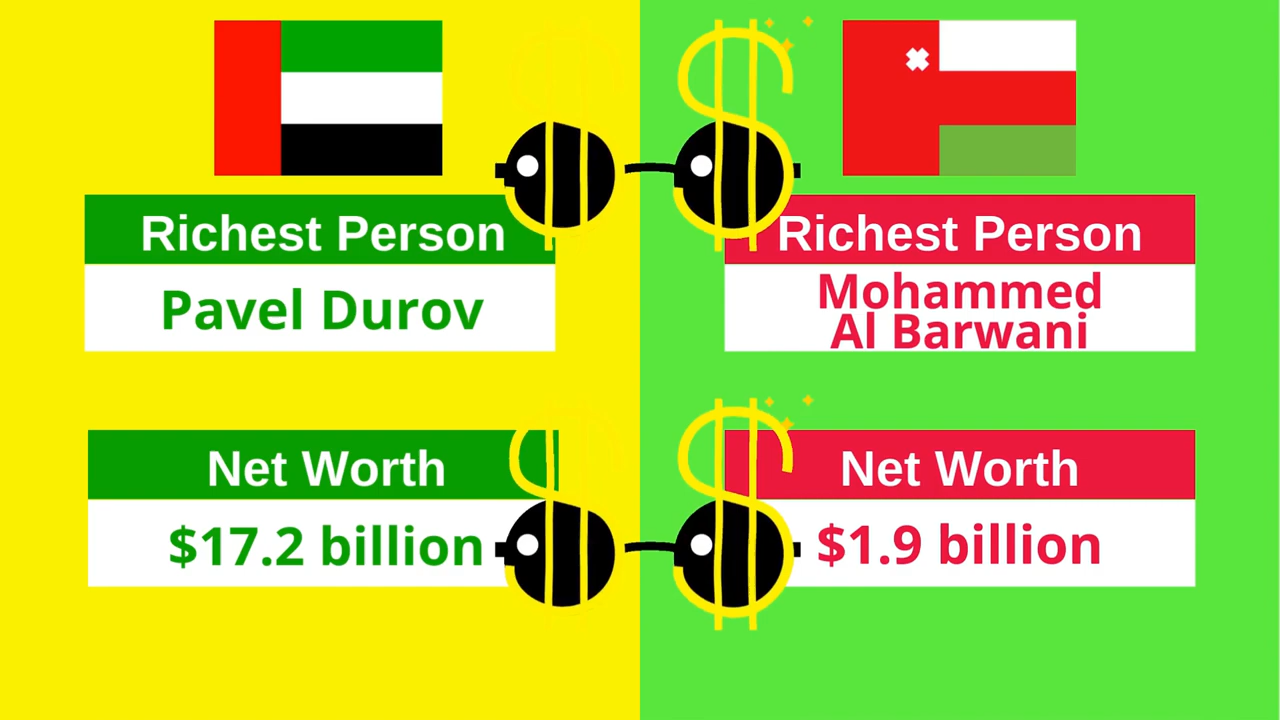 Richest Person
Pavel Durov
Net Worth
$17.2 billion
Richest Person
Mohammed
Al Barwani
Net Worth
$1.9 billion